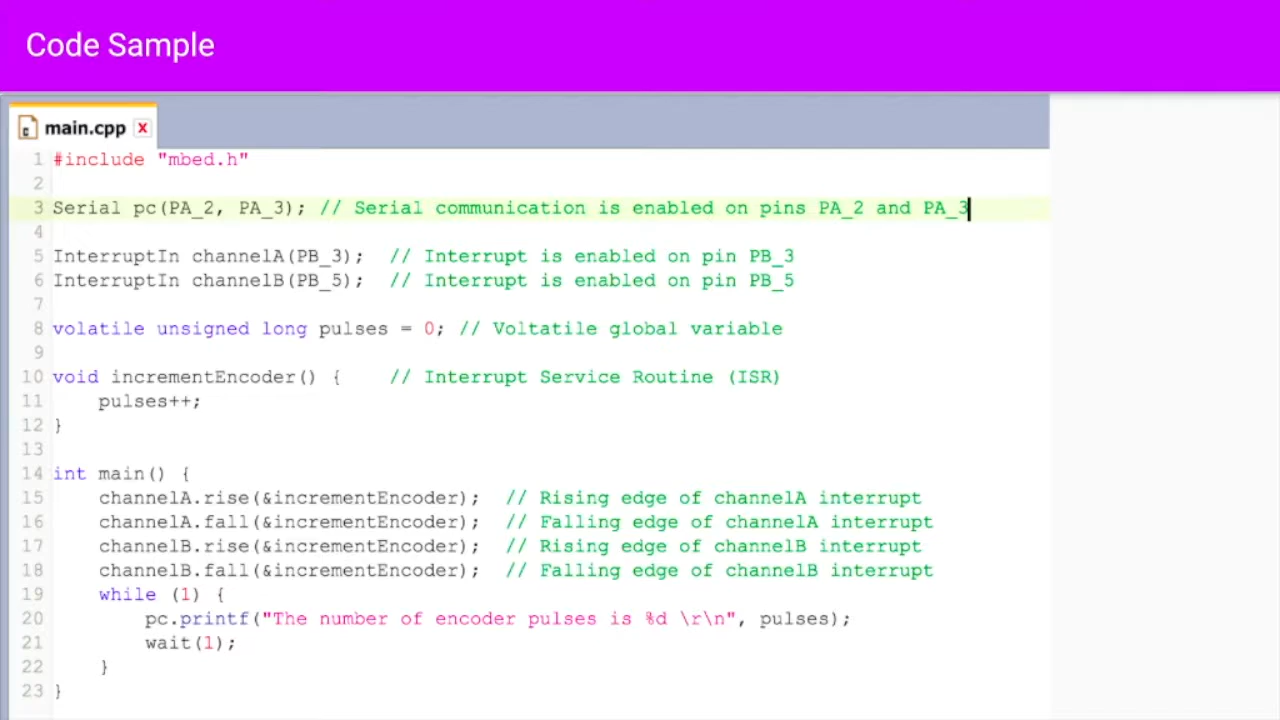 Code Sample
main.cpp
1 #include "mbed.h"
2
3 Serial pc(PA_2, PA_3); // Serial communication is enabled on pins PA_2 and PA_3
4
5 InterruptIn channelA(PB_3);  // Interrupt is enabled on pin PB_3
6 InterruptIn channelB(PB_5);  // Interrupt is enabled on pin PB_5
7
8 volatile unsigned long pulses = 0; // Voltatile global variable
9
10 void incrementEncoder() {    // Interrupt Service Routine (ISR)
11     pulses++;
12 }
13
14 int main() {
15     channelA.rise(&incrementEncoder);  // Rising edge of channelA interrupt
16     channelA.fall(&incrementEncoder);  // Falling edge of channelA interrupt
17     channelB.rise(&incrementEncoder);  // Rising edge of channelB interrupt
18     channelB.fall(&incrementEncoder);  // Falling edge of channelB interrupt
19     while (1) {
20         pc.printf("The number of encoder pulses is %d \r\n", pulses);
21         wait(1);
22     }
23 }